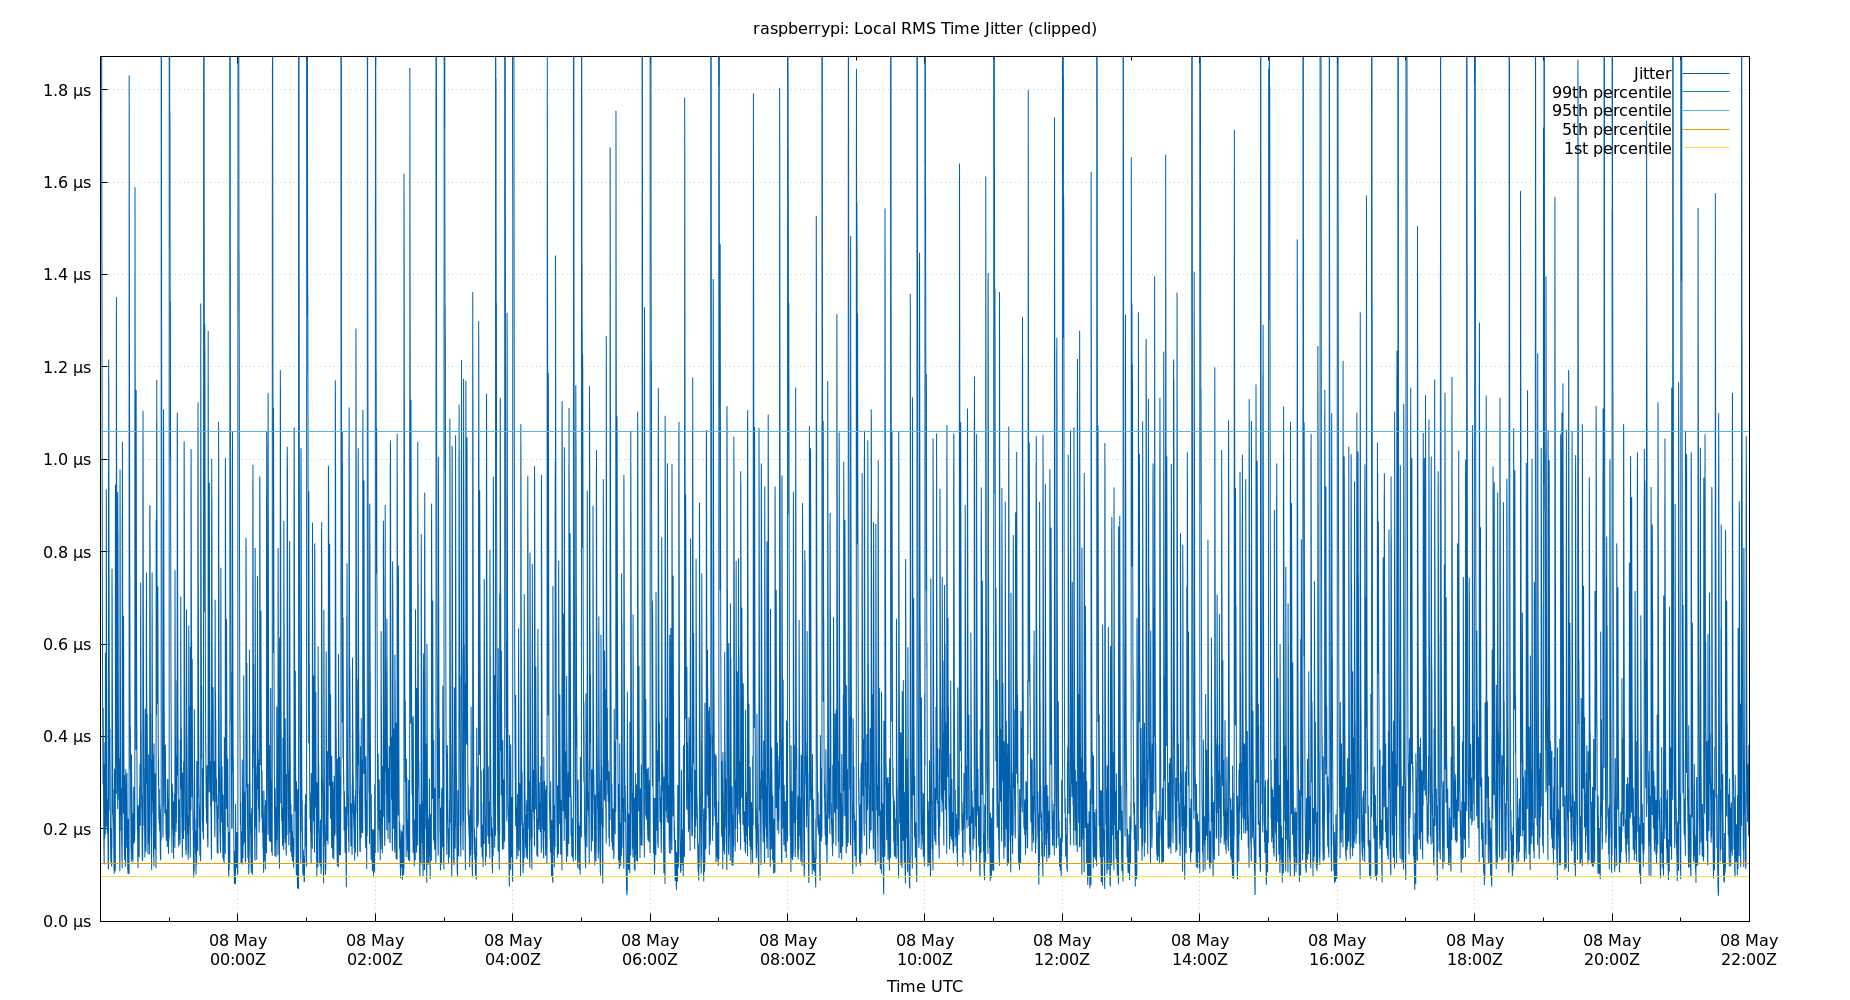 raspberrypi: Local RMS Time Jitter (clipped)
Jitter
99th percentile
95th percentile
5th percentile
1st percentile
1.8 µs
1.6 µs
1.4 µs
1.2 µs
1.0 µs
0.8 µs
0.6 µs
0.4 µs
0.2 µs
0.0 µs
08 May 08 May 08 May 08 May 08 May 08 May 08 May 08 May 08 May 08 May 08 May 08 May
00:00Z 02:00Z 04:00Z 06:00Z 08:00Z 10:00Z 12:00Z 14:00Z 16:00Z 18:00Z 20:00Z 22:00Z
Time UTC